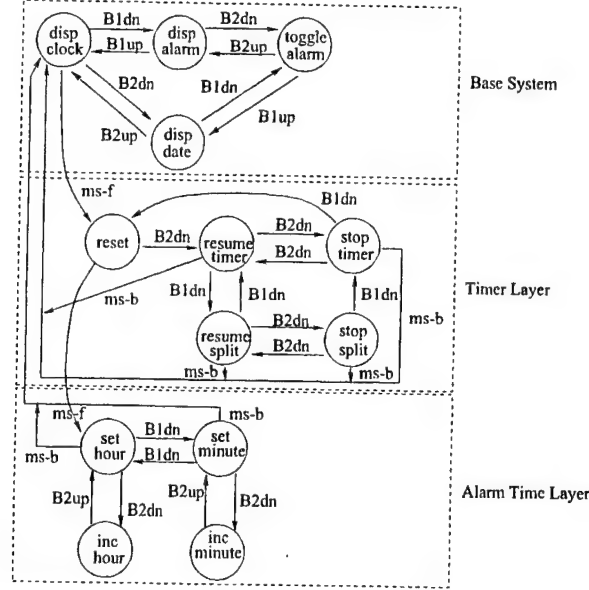 B1dn
B2dn
disp
clock
disp
alarm
toggle
alarm
B1up
B2up
B2dn
B1dn
Base System
B2up
disp
date
B1up
ms-f
B1dn
reset
B2dn
resume
timer
B2dn
B2dn
stop
timer
B1dn
B1dn
B1dn
Timer Layer
ms-b
ms-b
resume
split
B2dn
B2dn
stop
split
ms-b
ms-b
ms-f
ms-b
ms-b
set
hour
B1dn
B1dn
set
minute
B2up
B2dn
B2up
B2dn
Alarm Time Layer
inc
hour
inc
minute